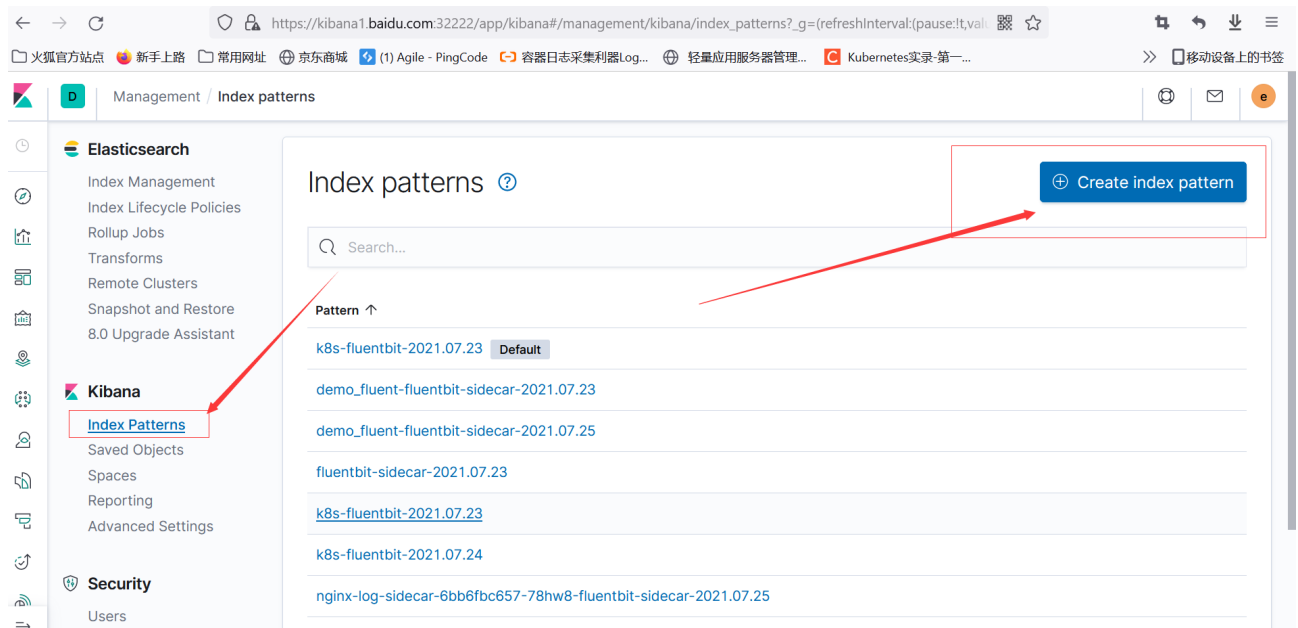 https://kibana1.baidu.com:32222/app/kibana#/management/kibana/index_patterns?_g=(refreshInterval:(pause:!t,val
火狐官方站点 新手上路 常用网址 京东商城 (1) Agile - PingCode 容器日志采集利器Log... 轻量应用服务器管理... C Kubernetes实录-第一... 移动设备上的书签
D Management / Index patterns e
Elasticsearch
Index Management
Index Lifecycle Policies
Rollup Jobs
Transforms
Remote Clusters
Snapshot and Restore
8.0 Upgrade Assistant
Kibana
Index Patterns
Saved Objects
Spaces
Reporting
Advanced Settings
Security
Users
Index patterns
Create index pattern
Search...
Pattern
k8s-fluentbit-2021.07.23 Default
demo_fluent-fluentbit-sidecar-2021.07.23
demo_fluent-fluentbit-sidecar-2021.07.25
fluentbit-sidecar-2021.07.23
k8s-fluentbit-2021.07.23
k8s-fluentbit-2021.07.24
nginx-log-sidecar-6bb6fbc657-78hw8-fluentbit-sidecar-2021.07.25